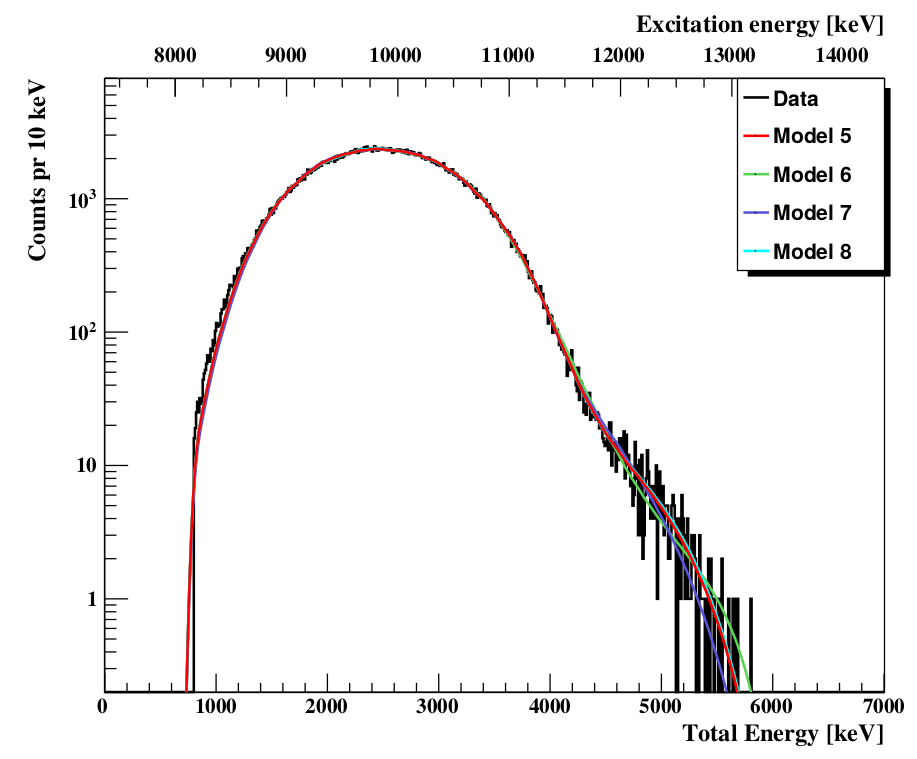 Excitation energy [keV]
8000 9000 10000 11000 12000 13000 14000
Counts pr 10 keV
Data
Model 5
Model 6
Model 7
Model 8
10³
10²
10
1
0 1000 2000 3000 4000 5000 6000 7000
Total Energy [keV]